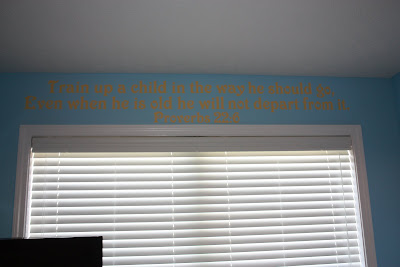 Train up a child in the way he should go,
Even when he is old he will not depart from it.
Proverbs 22:6